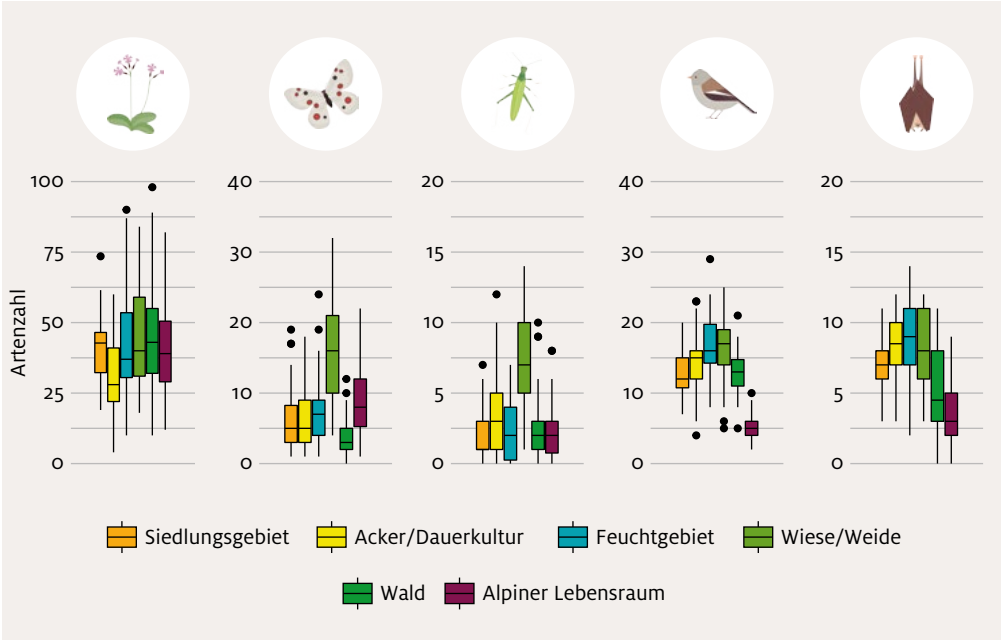 100 40 20 40 20
75 30 15 30 15
50 20 10 20 10
25 10 5 10 5
0 0 0 0 0
Artenzahl
Siedlungsgebiet Acker/Dauerkultur Feuchtgebiet Wiese/Weide
Wald Alpiner Lebensraum